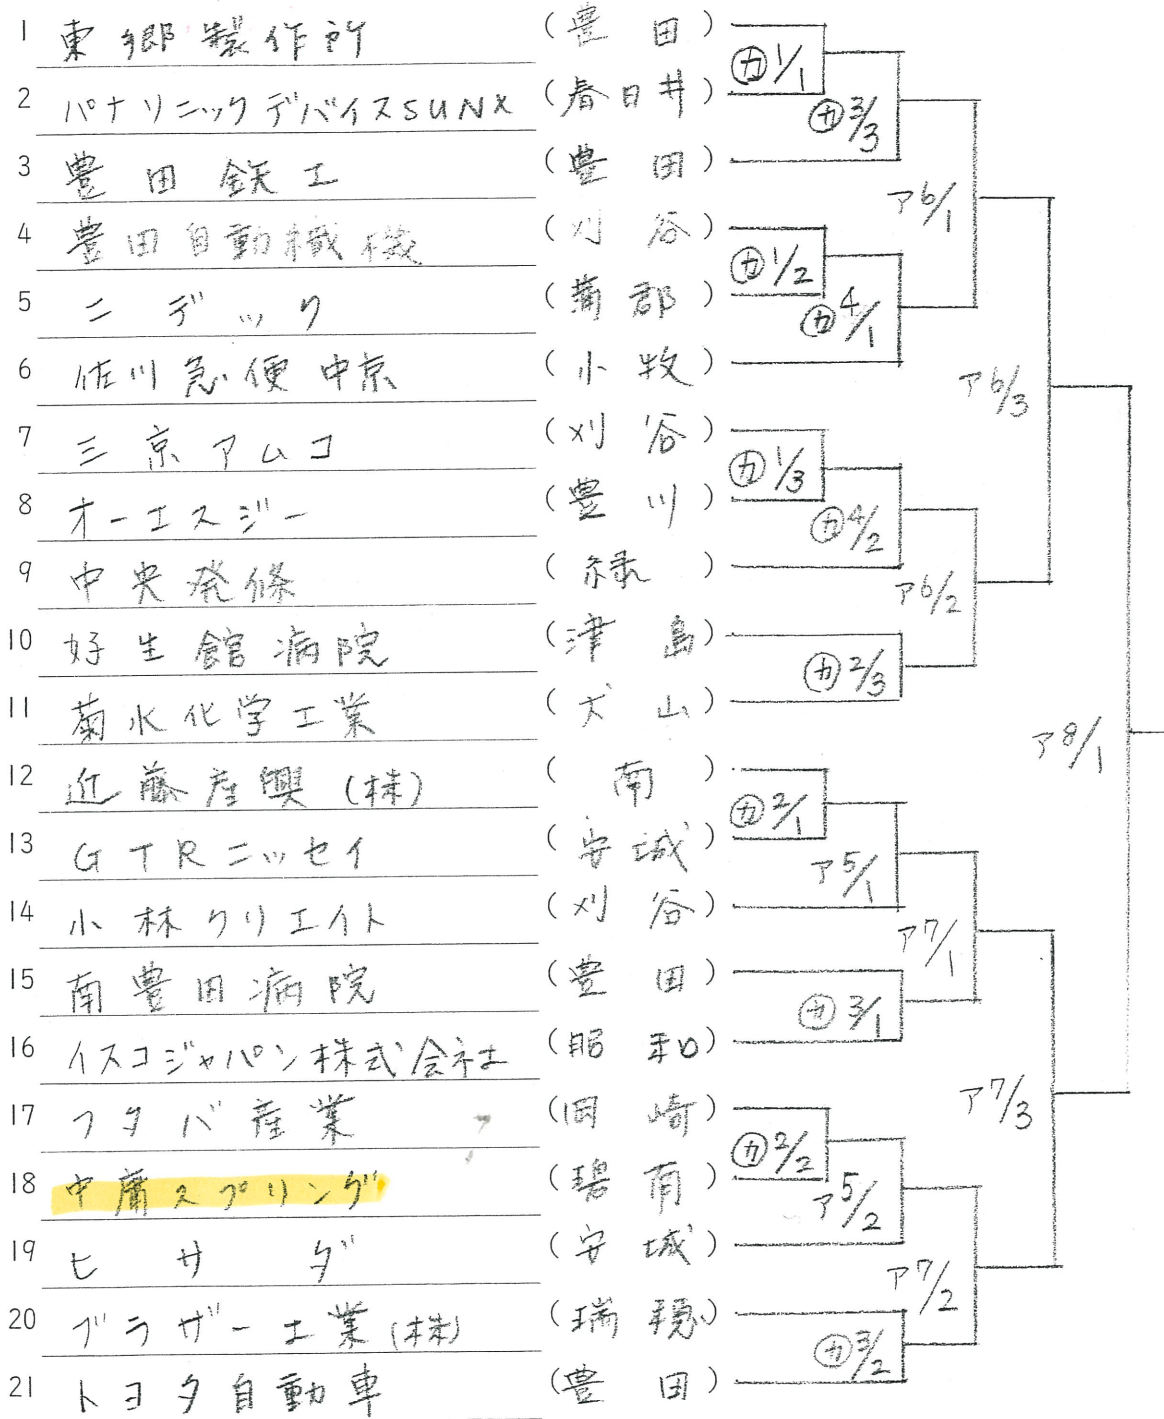 1 東郷製作所 (豊田)
㋕1/1
2 パナソニックデバイスSUNX (春日井)
㋕3/3
3 豊田鉄工 (豊田)
ア6/1
4 豊田自動織機 (刈谷)
㋕1/2
5 ニデック (蒲郡)
㋕4/1
6 佐川急便中京 (小牧)
ア6/3
7 三京アムコ (刈谷)
㋕1/3
8 オーエスジー (豊川)
㋕4/2
9 中央発條 (緑)
ア6/2
10 好生館病院 (津島)
㋕2/3
11 菊水化学工業 (犬山)
ア8/1
12 近藤産興(株) (南)
㋕2/1
13 GTRニッセイ (安城)
ア5/1
14 小林クリエイト (刈谷)
ア7/1
15 南豊田病院 (豊田)
㋕3/1
16 イスコジャパン株式会社 (昭和)
ア7/3
17 フタバ産業 (岡崎)
㋕2/2
18 中庸スプリング (碧南)
ア5/2
19 ヒサダ (安城)
ア7/2
20 ブラザー工業(株) (瑞穂)
㋕3/2
21 トヨタ自動車 (豊田)